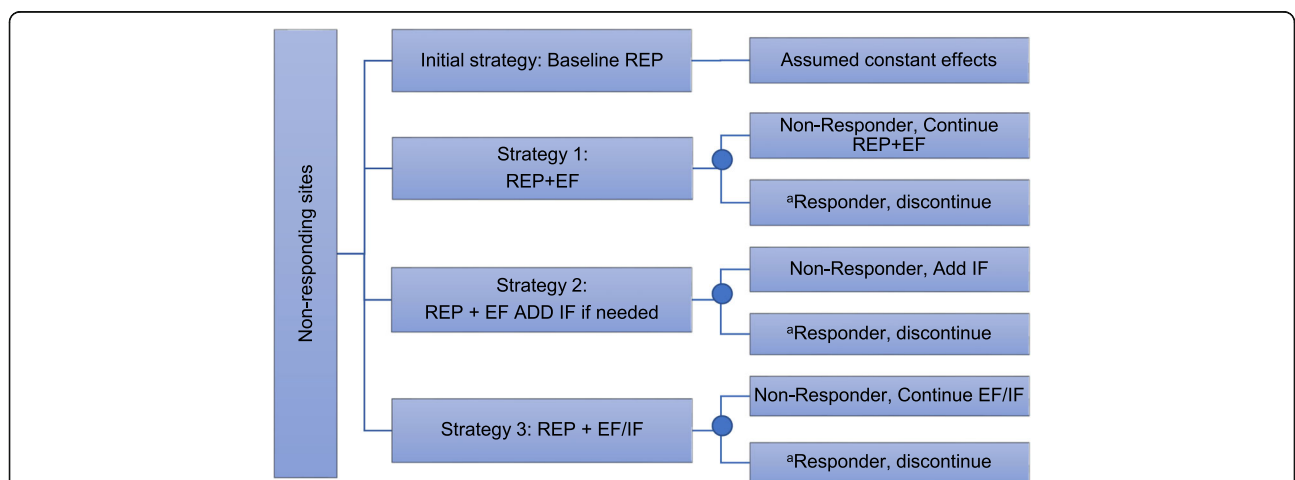 Non-responding sites
Initial strategy: Baseline REP
Assumed constant effects
Strategy 1:
REP+EF
Non-Responder, Continue
REP+EF
ᵃResponder, discontinue
Strategy 2:
REP + EF ADD IF if needed
Non-Responder, Add IF
ᵃResponder, discontinue
Strategy 3: REP + EF/IF
Non-Responder, Continue EF/IF
ᵃResponder, discontinue